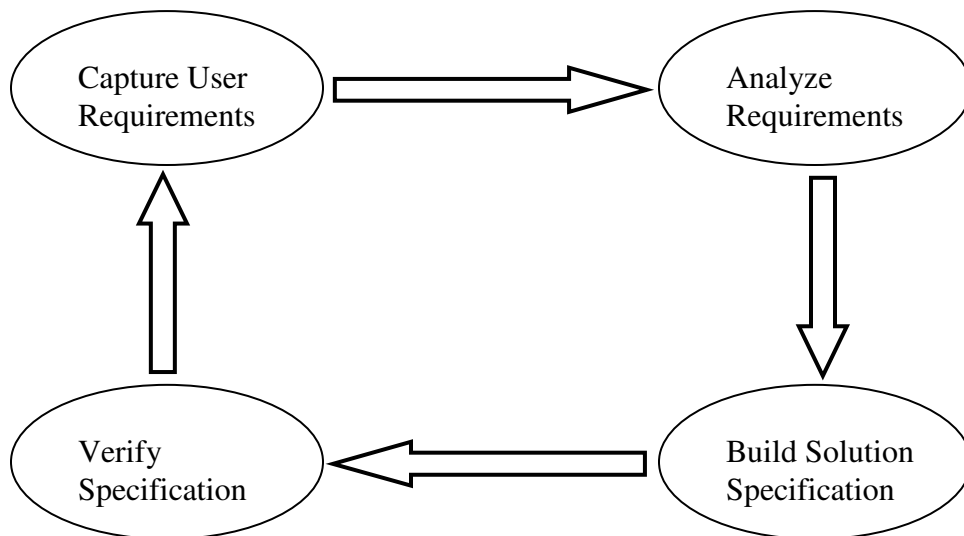 Capture User
Requirements
Analyze
Requirements
Verify
Specification
Build Solution
Specification